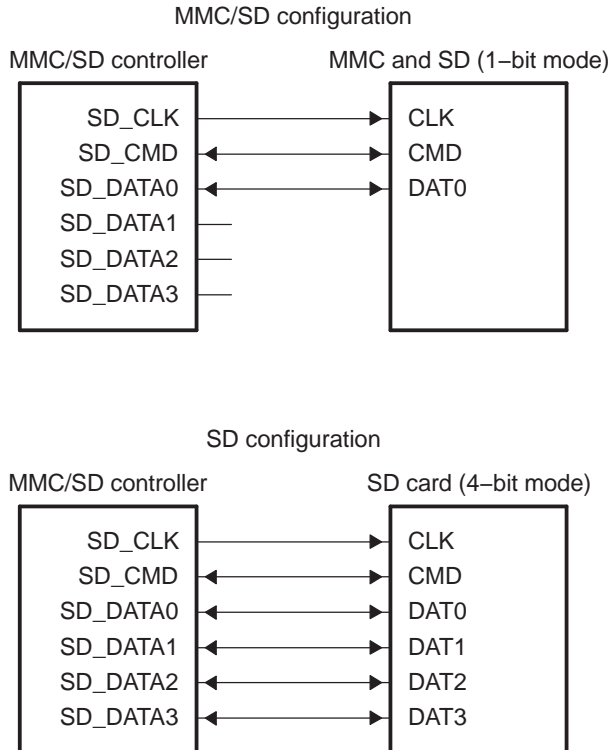 MMC/SD configuration
MMC/SD controller MMC and SD (1−bit mode)
SD_CLK CLK
SD_CMD CMD
SD_DATA0 DAT0
SD_DATA1
SD_DATA2
SD_DATA3
SD configuration
MMC/SD controller SD card (4−bit mode)
SD_CLK CLK
SD_CMD CMD
SD_DATA0 DAT0
SD_DATA1 DAT1
SD_DATA2 DAT2
SD_DATA3 DAT3